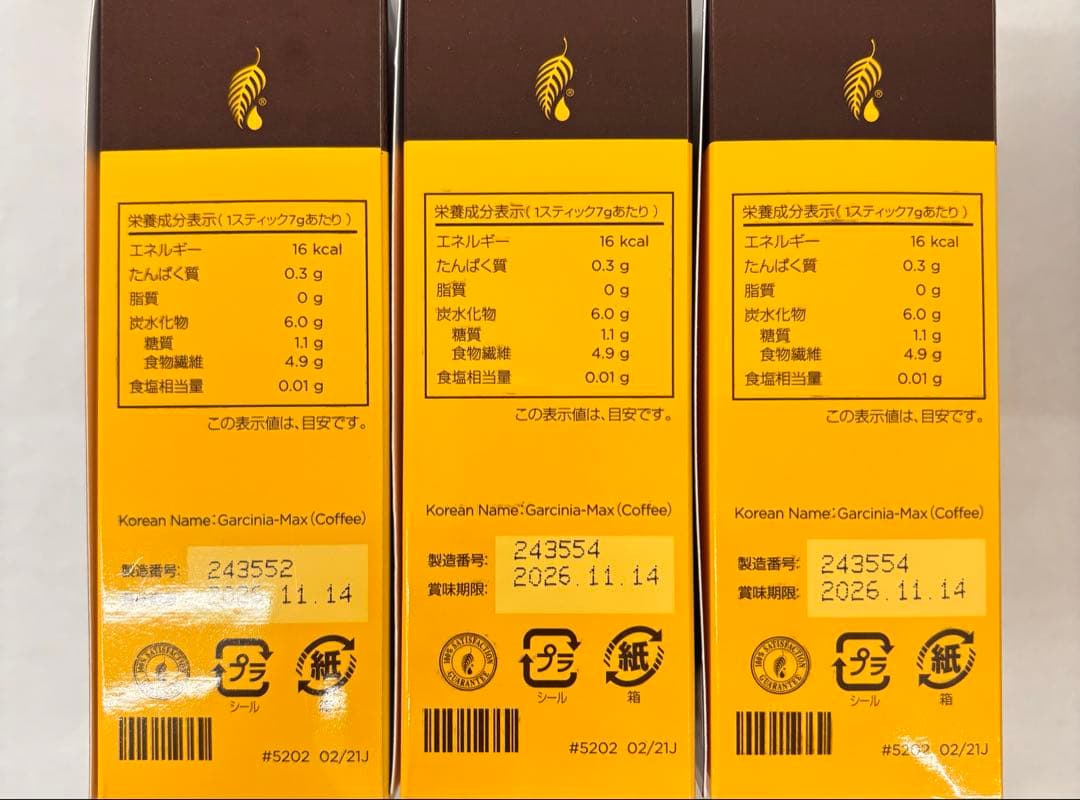 栄養成分表示(1スティック7gあたり)
エネルギー 16 kcal
たんぱく質 0.3 g
脂質 0 g
炭水化物 6.0 g
糖質 1.1 g
食物繊維 4.9 g
食塩相当量 0.01 g
この表示値は、目安です。
Korean Name:Garcinia-Max(Coffee)
製造番号: 243552
2026.11.14
100% SATISFACTION GUARANTEE
プラ
シール
紙
箱
#5202 02/21J
栄養成分表示(1スティック7gあたり)
エネルギー 16 kcal
たんぱく質 0.3 g
脂質 0 g
炭水化物 6.0 g
糖質 1.1 g
食物繊維 4.9 g
食塩相当量 0.01 g
この表示値は、目安です。
Korean Name:Garcinia-Max(Coffee)
製造番号: 243554
賞味期限: 2026.11.14
100% SATISFACTION GUARANTEE
プラ
シール
紙
箱
#5202 02/21J
栄養成分表示(1スティック7gあたり)
エネルギー 16 kcal
たんぱく質 0.3 g
脂質 0 g
炭水化物 6.0 g
糖質 1.1 g
食物繊維 4.9 g
食塩相当量 0.01 g
この表示値は、目安です。
Korean Name:Garcinia-Max(Coffee)
製造番号: 243554
賞味期限: 2026.11.14
100% SATISFACTION GUARANTEE
プラ
シール
紙
箱
#5202 02/21J